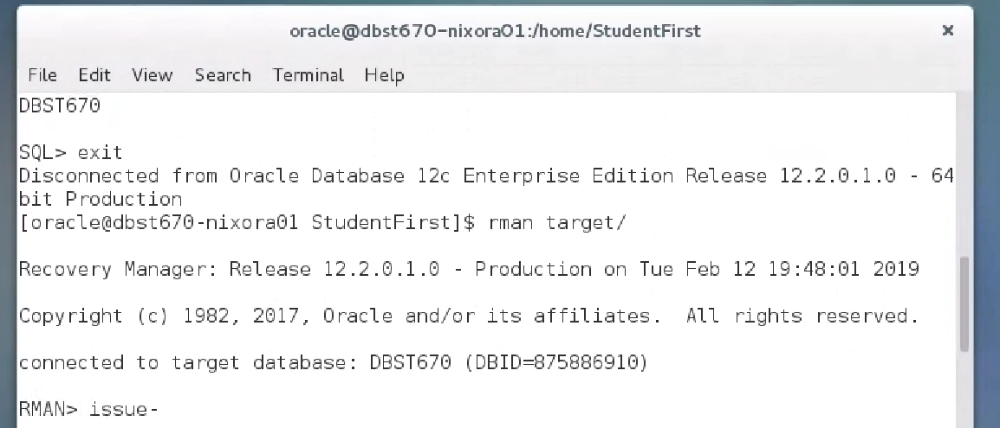 oracle@dbst670-nixora01:/home/StudentFirst ×
File Edit View Search Terminal Help
DBST670
SQL> exit
Disconnected from Oracle Database 12c Enterprise Edition Release 12.2.0.1.0 - 64
bit Production
[oracle@dbst670-nixora01 StudentFirst]$ rman target/
Recovery Manager: Release 12.2.0.1.0 - Production on Tue Feb 12 19:48:01 2019
Copyright (c) 1982, 2017, Oracle and/or its affiliates.  All rights reserved.
connected to target database: DBST670 (DBID=875886910)
RMAN> issue-